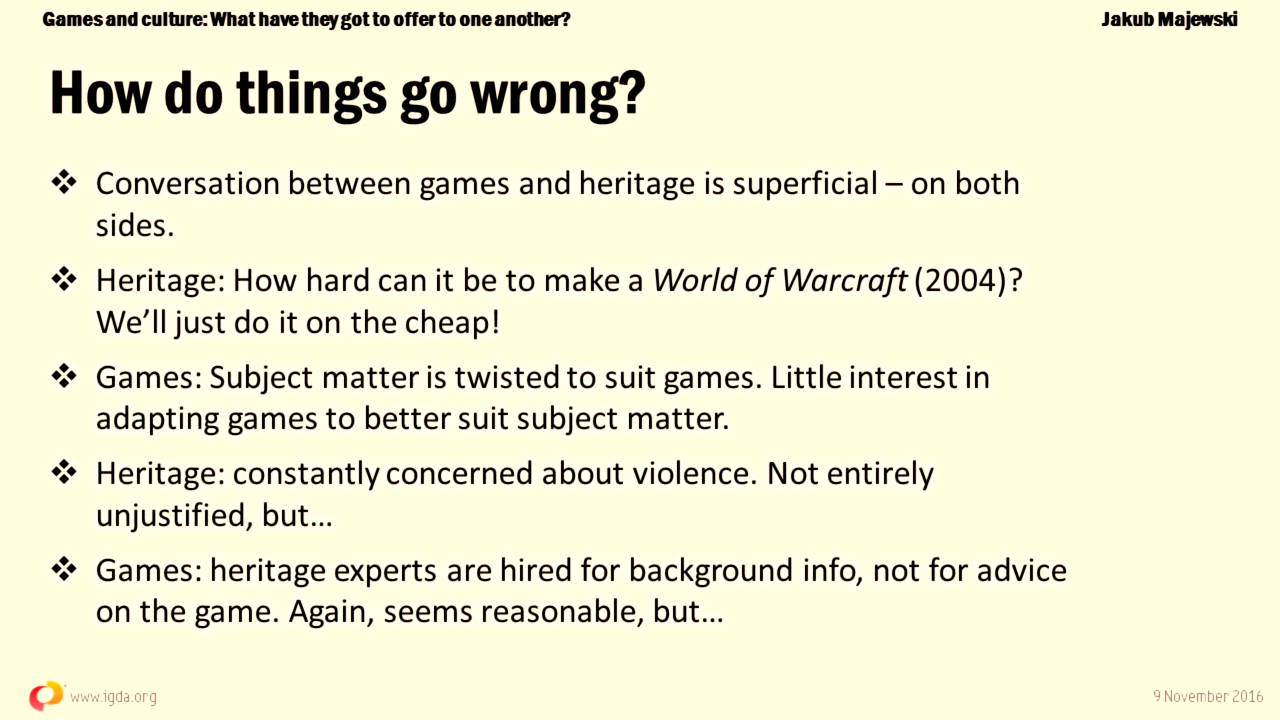 Games and culture: What have they got to offer to one another?
Jakub Majewski
How do things go wrong?
❖ Conversation between games and heritage is superficial – on both
sides.
❖ Heritage: How hard can it be to make a World of Warcraft (2004)?
We’ll just do it on the cheap!
❖ Games: Subject matter is twisted to suit games. Little interest in
adapting games to better suit subject matter.
❖ Heritage: constantly concerned about violence. Not entirely
unjustified, but…
❖ Games: heritage experts are hired for background info, not for advice
on the game. Again, seems reasonable, but…
www.igda.org
9 November 2016